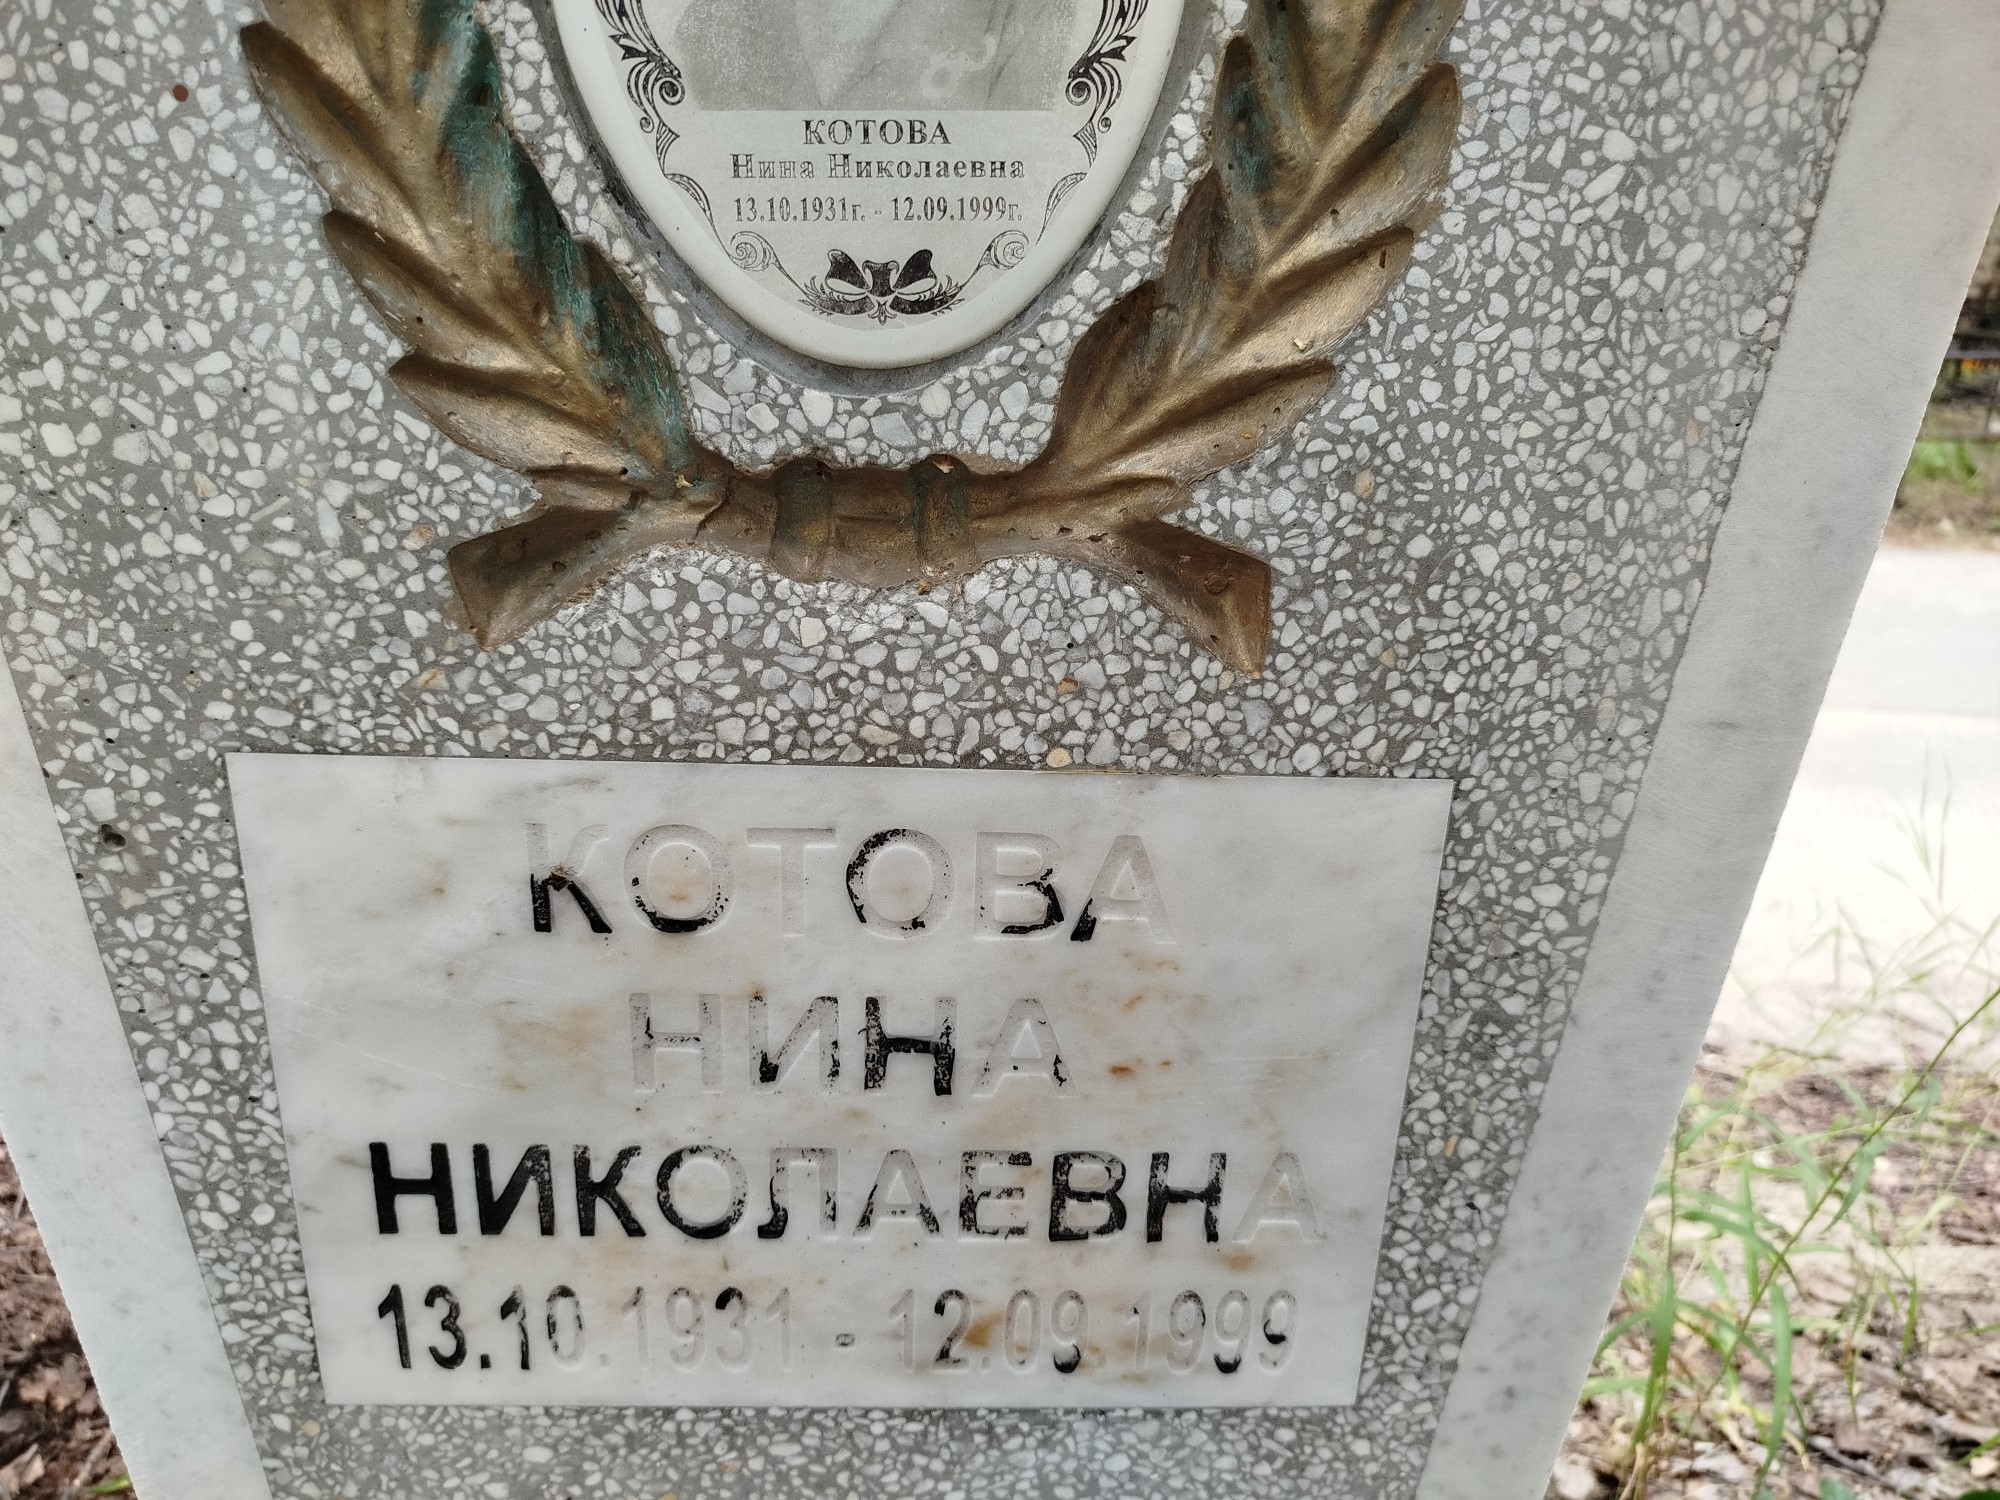 КОТОВА
Нина Николаевна
13.10.1931г. - 12.09.1999г.
КОТОВА
НИНА
НИКОЛАЕВНА
13.10.1931 - 12.09.1999